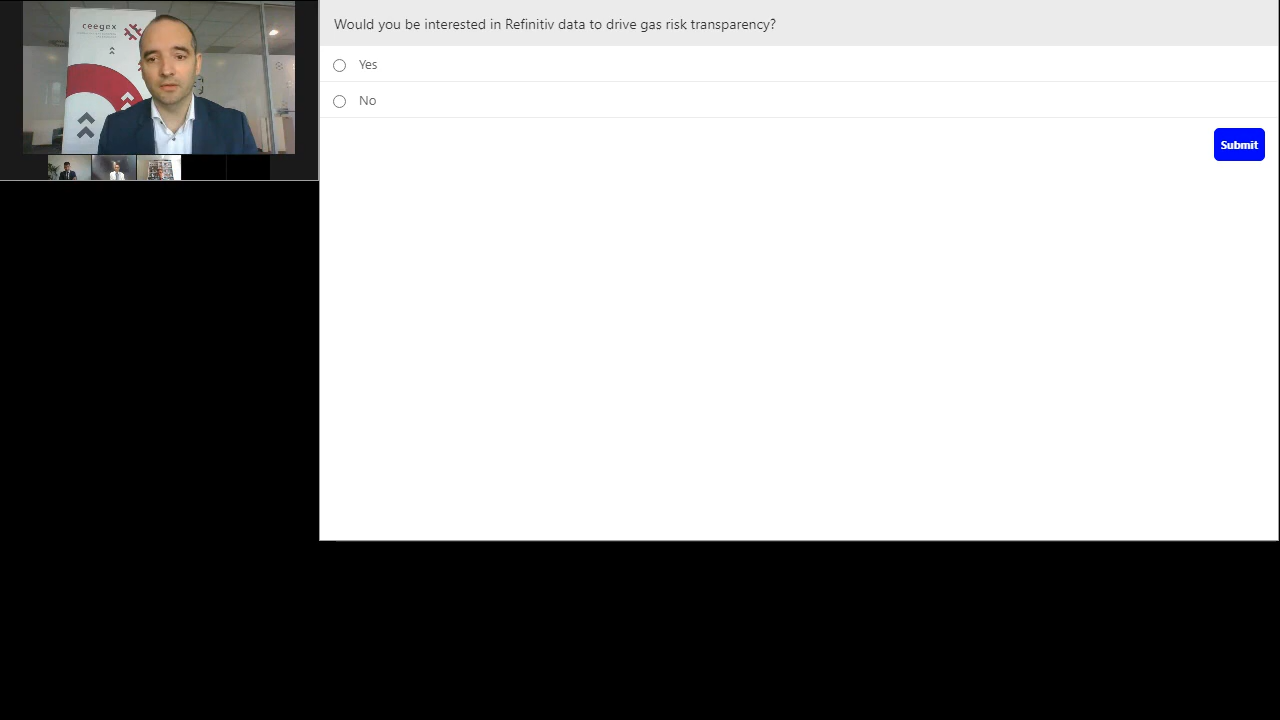 ceegex
Would you be interested in Refinitiv data to drive gas risk transparency?
Yes
No
Submit